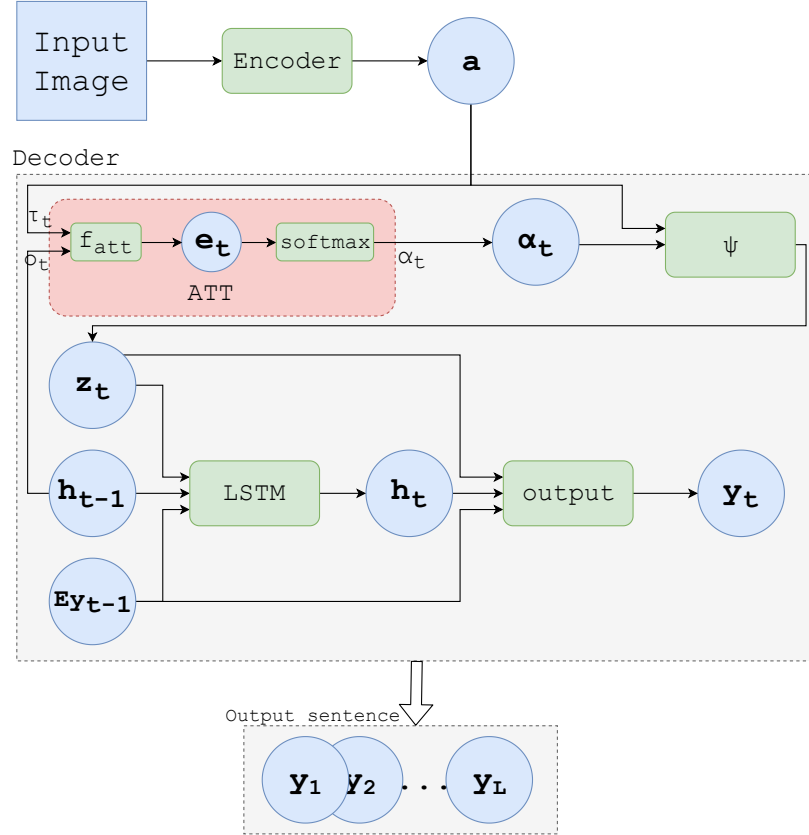 Input
Image
Encoder
a
Decoder
τt
σt
fatt
et
softmax
ATT
αt
αt
ψ
zt
ht-1
LSTM
ht
output
yt
Eyt-1
Output sentence
y1
y2
...
yL